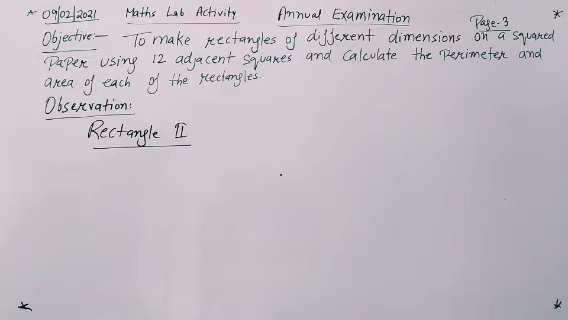 09/02/2021 Maths Lab Activity Annual Examination Page-3
Objective:- To make rectangles of different dimensions on a squared
Paper using 12 adjacent squares and calculate the Perimeter and
area of each of the rectangles.
Observation:
Rectangle II